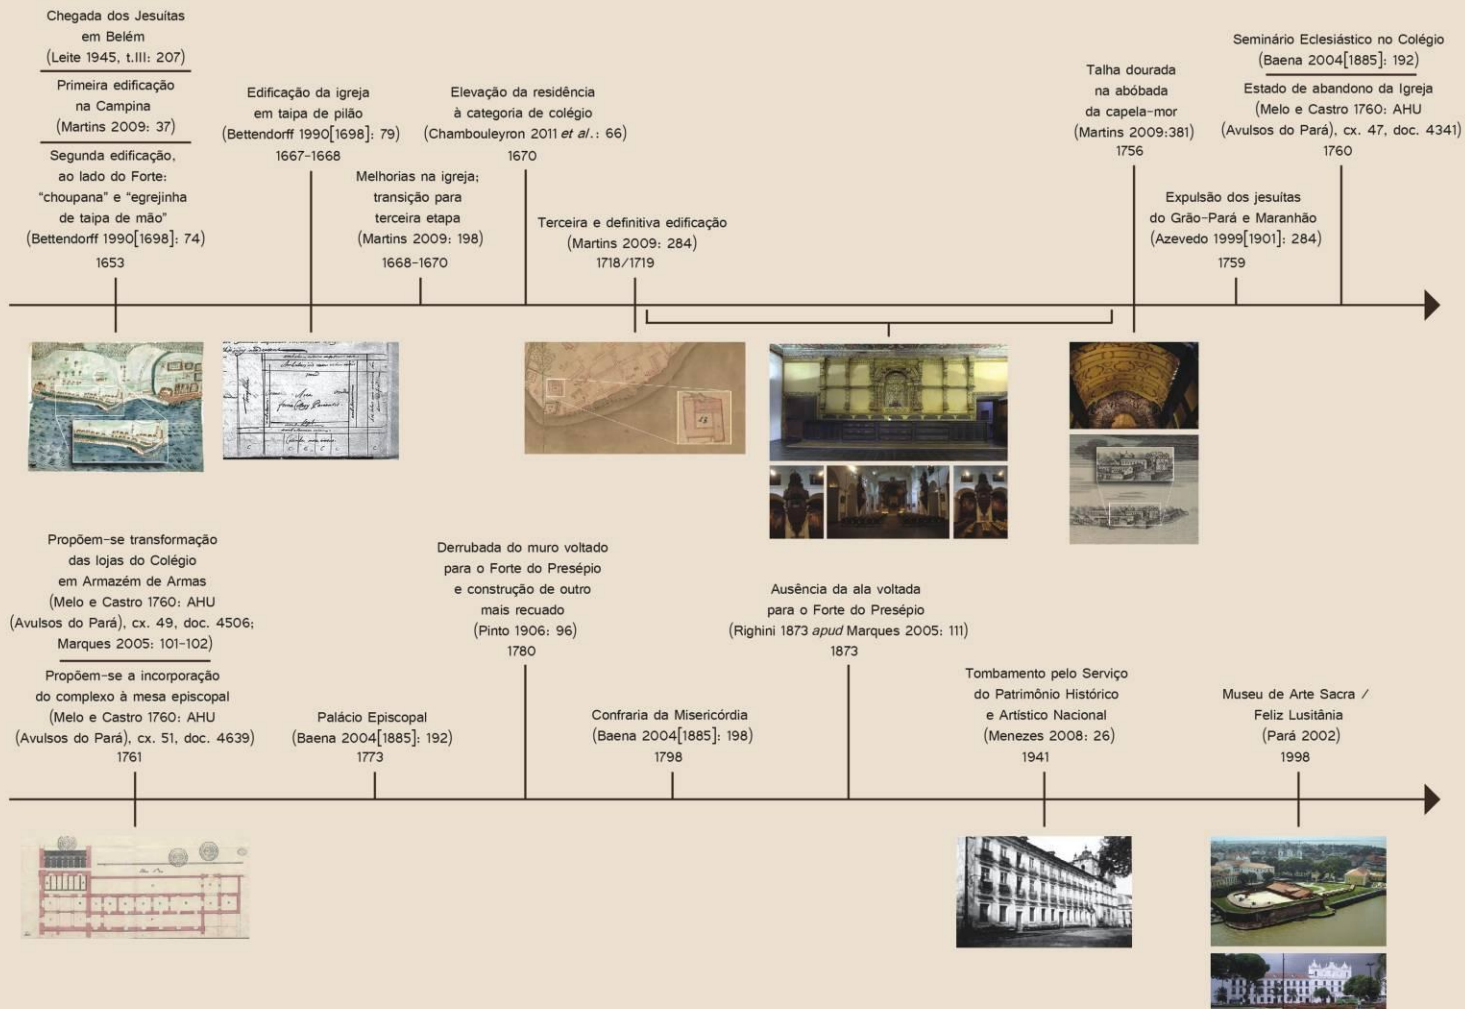 Chegada dos Jesuítas
em Belém
(Leite 1945, t.III: 207)
Primeira edificação
na Campina
(Martins 2009: 37)
Segunda edificação,
ao lado do Forte:
“choupana” e “egrejinha
de taipa de mão”
(Bettendorff 1990[1698]: 74)
1653
Edificação da igreja
em taipa de pilão
(Bettendorff 1990[1698]: 79)
1667-1668
Melhorias na igreja;
transição para
terceira etapa
(Martins 2009: 198)
1668-1670
Elevação da residência
à categoria de colégio
(Chambouleyron 2011 et al.: 66)
1670
Terceira e definitiva edificação
(Martins 2009: 284)
1718/1719
Talha dourada
na abóbada
da capela-mor
(Martins 2009:381)
1756
Expulsão dos jesuítas
do Grão-Pará e Maranhão
(Azevedo 1999[1901]: 284)
1759
Seminário Eclesiástico no Colégio
(Baena 2004[1885]: 192)
Estado de abandono da Igreja
(Melo e Castro 1760: AHU
(Avulsos do Pará), cx. 47, doc. 4341)
1760
Propõem-se transformação
das lojas do Colégio
em Armazém de Armas
(Melo e Castro 1760: AHU
(Avulsos do Pará), cx. 49, doc. 4506;
Marques 2005: 101-102)
Propõem-se a incorporação
do complexo à mesa episcopal
(Melo e Castro 1760: AHU
(Avulsos do Pará), cx. 51, doc. 4639)
1761
Palácio Episcopal
(Baena 2004[1885]: 192)
1773
Derrubada do muro voltado
para o Forte do Presépio
e construção de outro
mais recuado
(Pinto 1906: 96)
1780
Confraria da Misericórdia
(Baena 2004[1885]: 198)
1798
Ausência da ala voltada
para o Forte do Presépio
(Righini 1873 apud Marques 2005: 111)
1873
Tombamento pelo Serviço
do Patrimônio Histórico
e Artístico Nacional
(Menezes 2008: 26)
1941
Museu de Arte Sacra /
Feliz Lusitânia
(Pará 2002)
1998